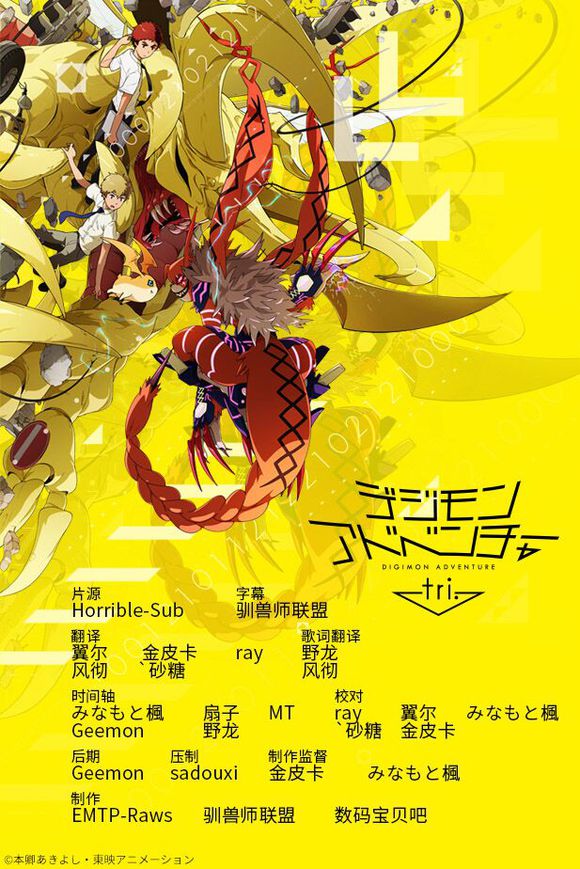 デジモン
アドベンチャー
DIGIMON ADVENTURE
tri.
片源 字幕
Horrible-Sub 驯兽师联盟
翻译 歌词翻译
翼尔 金皮卡 ray 野龙
风彻 `砂糖 风彻
时间轴 校对
みなもと楓 扇子 MT ray 翼尔 みなもと楓
Geemon 野龙 `砂糖 金皮卡
后期 压制 制作监督
Geemon sadouxi 金皮卡 みなもと楓
制作
EMTP-Raws 驯兽师联盟 数码宝贝吧
©本郷あきよし・東映アニメーション